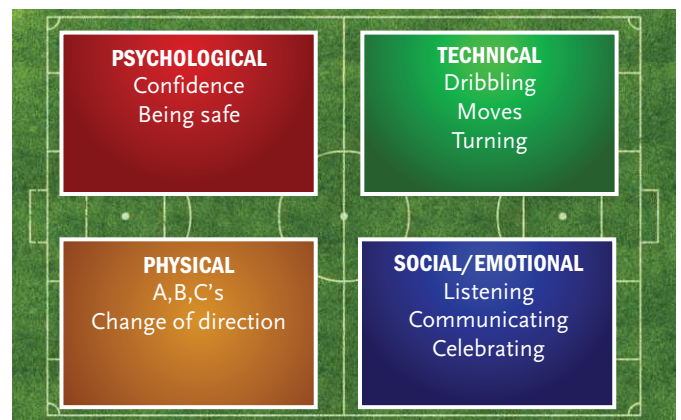 PSYCHOLOGICAL
Confidence
Being safe
TECHNICAL
Dribbling
Moves
Turning
PHYSICAL
A,B,C's
Change of direction
SOCIAL/EMOTIONAL
Listening
Communicating
Celebrating